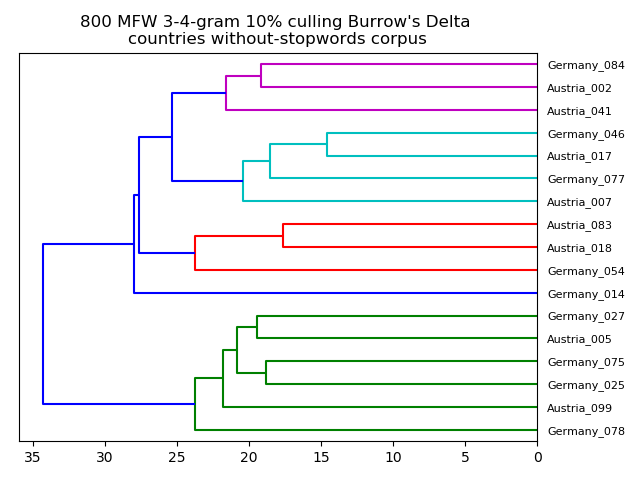 800 MFW 3-4-gram 10% culling Burrow's Delta
countries without-stopwords corpus
Germany_084
Austria_002
Austria_041
Germany_046
Austria_017
Germany_077
Austria_007
Austria_083
Austria_018
Germany_054
Germany_014
Germany_027
Austria_005
Germany_075
Germany_025
Austria_099
Germany_078
35 30 25 20 15 10 5 0